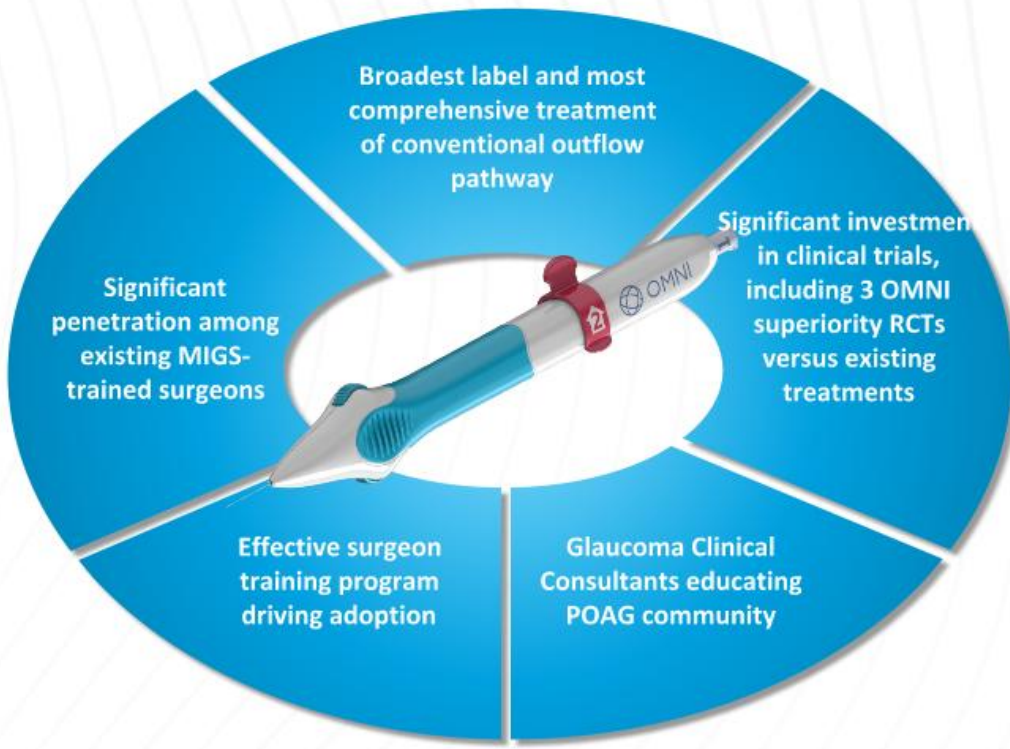 Broadest label and most
comprehensive treatment
of conventional outflow
pathway
Significant investmen
in clinical trials,
including 3 OMNI
superiority RCTs
versus existing
treatments
Glaucoma Clinical
Consultants educating
POAG community
Effective surgeon
training program
driving adoption
Significant
penetration among
existing MIGS-
trained surgeons
OMNI